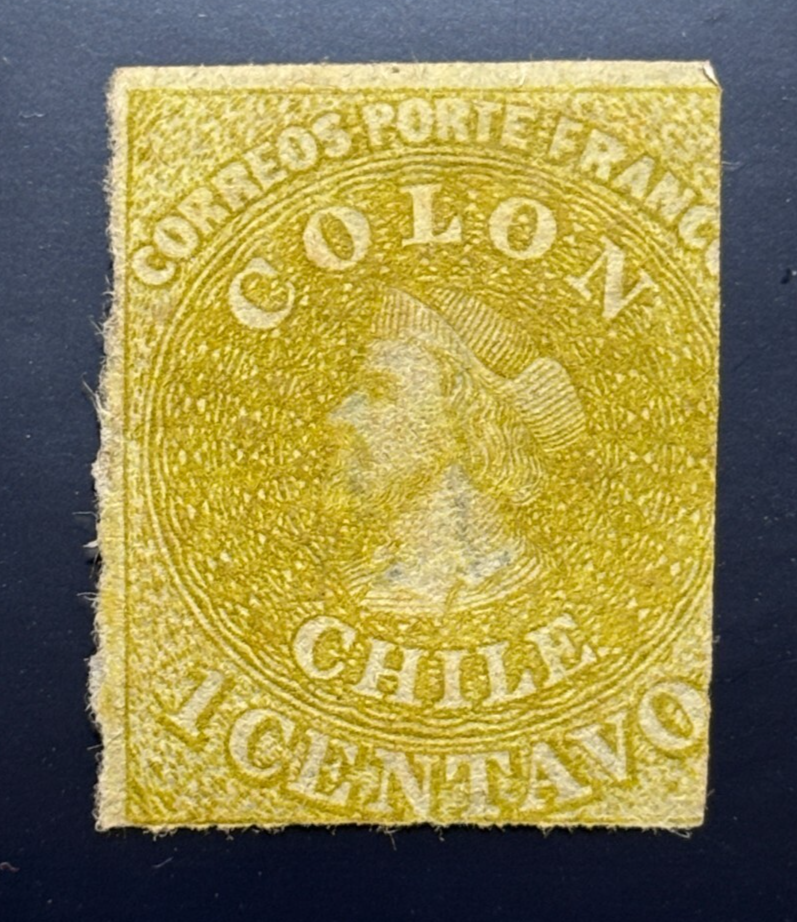 CORREOS PORTE FRANCO
COLON
CHILE
1 CENTAVO